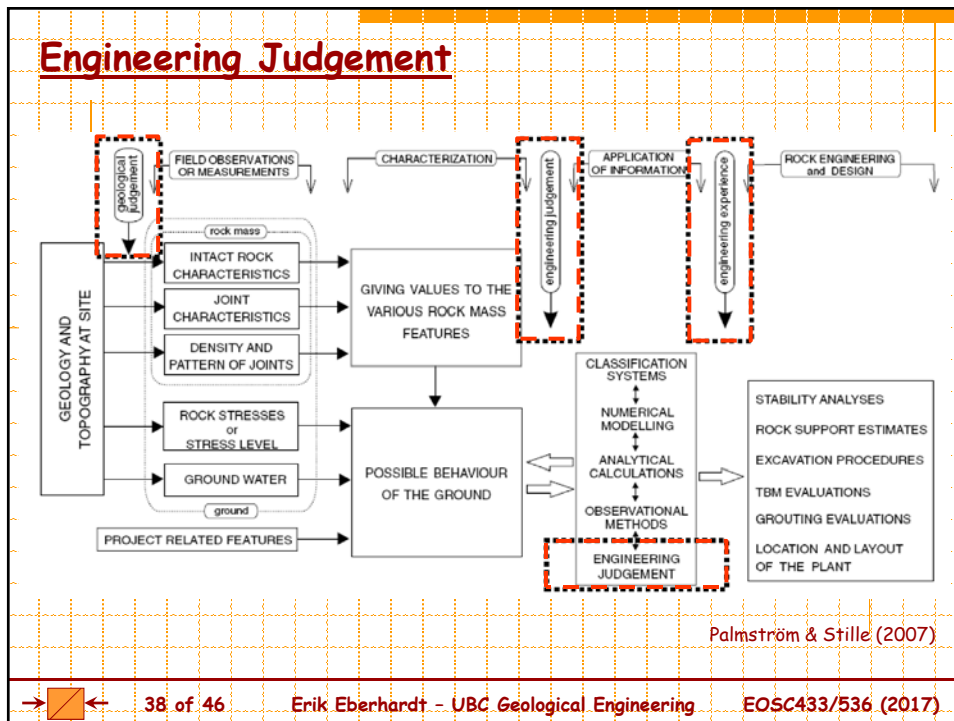 Engineering Judgement
geological
judgement
FIELD OBSERVATIONS
OR MEASUREMENTS
CHARACTERIZATION
engineering judgement
APPLICATION
OF INFORMATION
engineering experience
ROCK ENGINEERING
and DESIGN
GEOLOGY AND
TOPOGRAPHY AT SITE
rock mass
INTACT ROCK
CHARACTERISTICS
JOINT
CHARACTERISTICS
DENSITY AND
PATTERN OF JOINTS
ROCK STRESSES
or
STRESS LEVEL
GROUND WATER
ground
PROJECT RELATED FEATURES
GIVING VALUES TO THE
VARIOUS ROCK MASS
FEATURES
POSSIBLE BEHAVIOUR
OF THE GROUND
CLASSIFICATION
SYSTEMS
NUMERICAL
MODELLING
ANALYTICAL
CALCULATIONS
OBSERVATIONAL
METHODS
ENGINEERING
JUDGEMENT
STABILITY ANALYSES
ROCK SUPPORT ESTIMATES
EXCAVATION PROCEDURES
TBM EVALUATIONS
GROUTING EVALUATIONS
LOCATION AND LAYOUT
OF THE PLANT
Palmström & Stille (2007)
38 of 46 Erik Eberhardt – UBC Geological Engineering EOSC433/536 (2017)